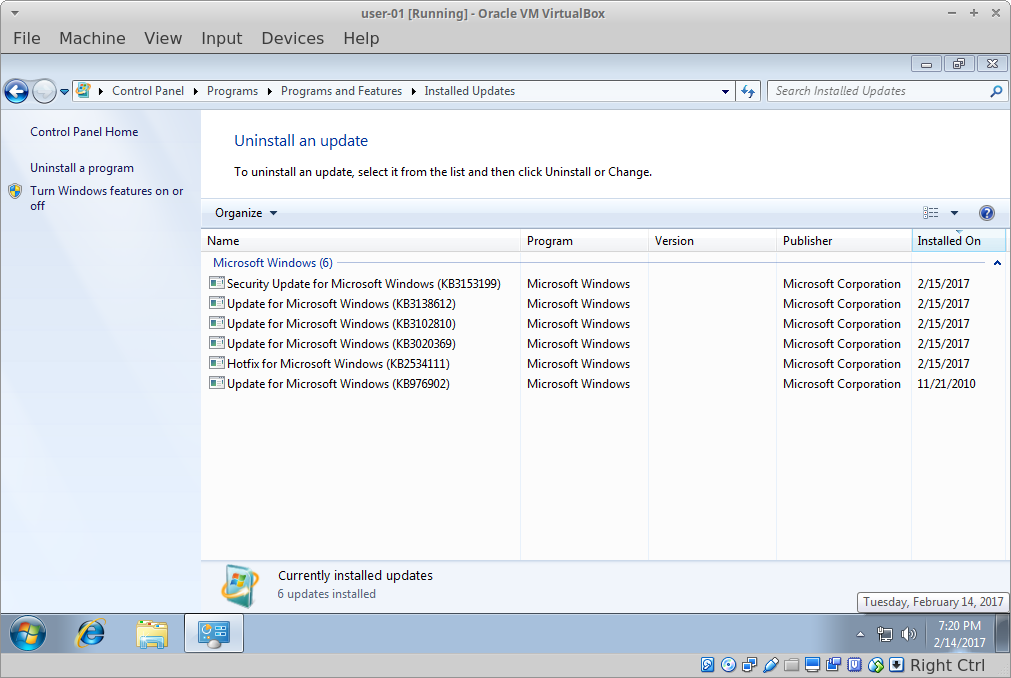 user-01 [Running] - Oracle VM VirtualBox
File Machine View Input Devices Help
Control Panel Programs Programs and Features Installed Updates
Search Installed Updates
Control Panel Home
Uninstall a program
Turn Windows features on or
off
Uninstall an update
To uninstall an update, select it from the list and then click Uninstall or Change.
Organize
Name Program Version Publisher Installed On
Microsoft Windows (6)
Security Update for Microsoft Windows (KB3153199) Microsoft Windows Microsoft Corporation 2/15/2017
Update for Microsoft Windows (KB3138612) Microsoft Windows Microsoft Corporation 2/15/2017
Update for Microsoft Windows (KB3102810) Microsoft Windows Microsoft Corporation 2/15/2017
Update for Microsoft Windows (KB3020369) Microsoft Windows Microsoft Corporation 2/15/2017
Hotfix for Microsoft Windows (KB2534111) Microsoft Windows Microsoft Corporation 2/15/2017
Update for Microsoft Windows (KB976902) Microsoft Windows Microsoft Corporation 11/21/2010
Currently installed updates
6 updates installed
Tuesday, February 14, 2017
7:20 PM
2/14/2017
Right Ctrl